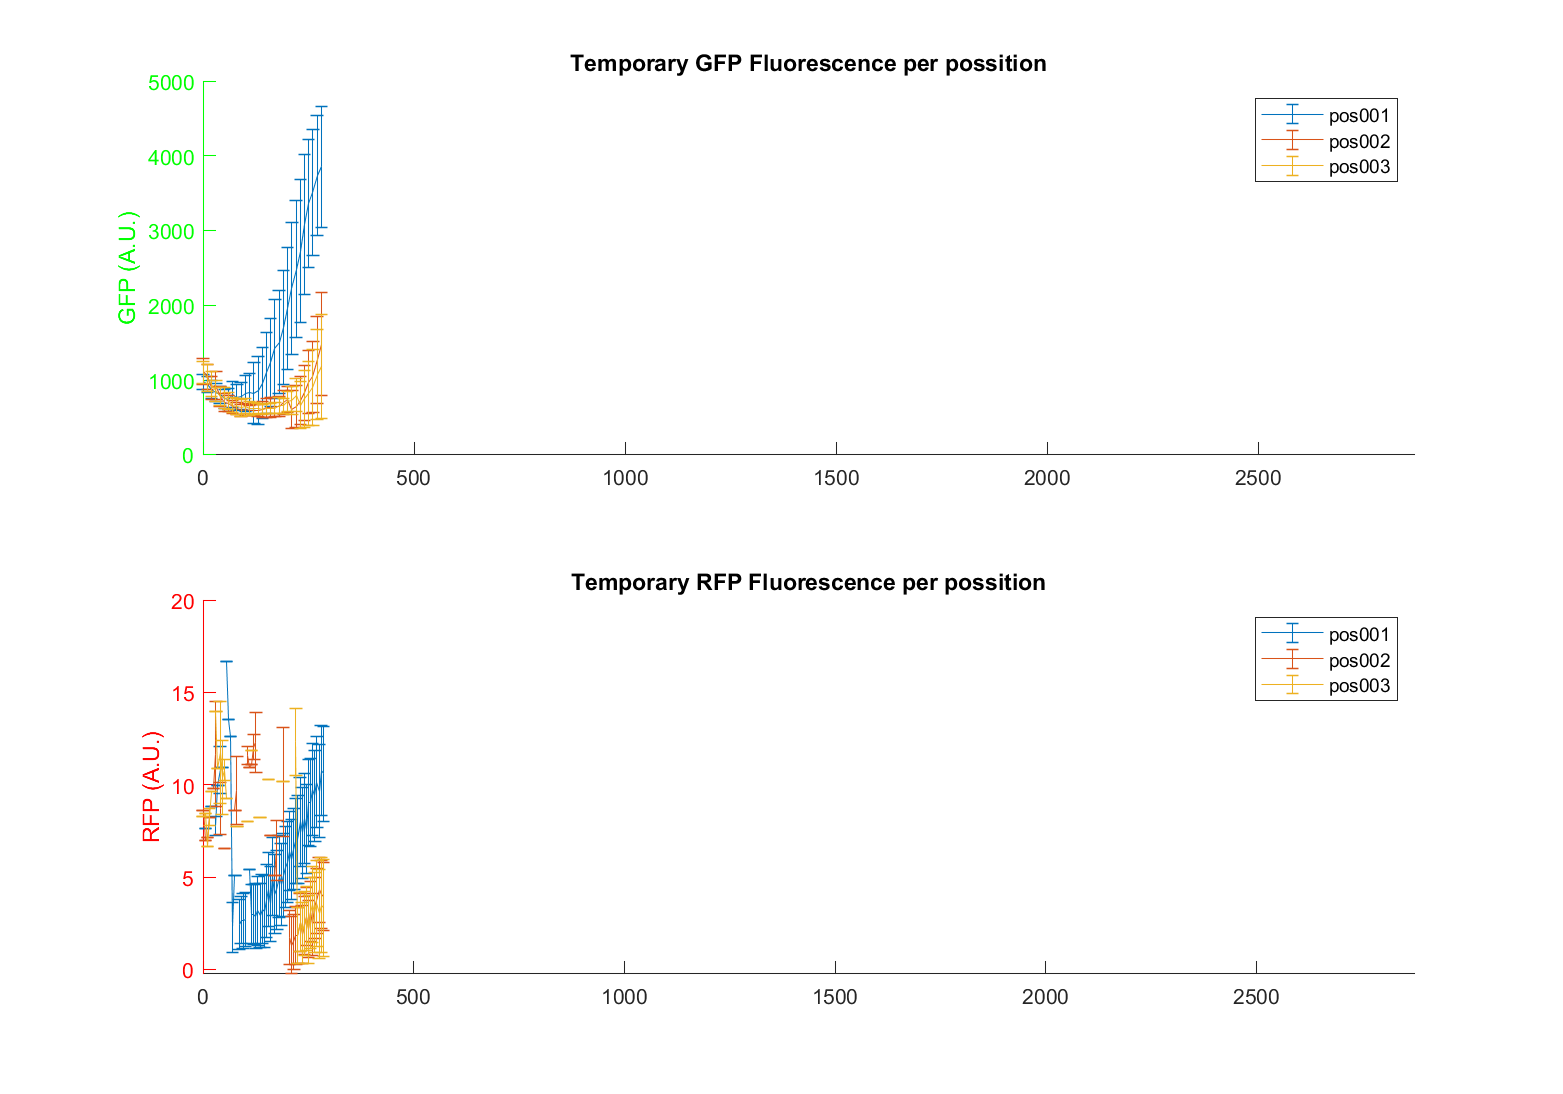 Temporary GFP Fluorescence per possition
5000
4000
3000
2000
1000
0
GFP (A.U.)
pos001
pos002
pos003
0 500 1000 1500 2000 2500
Temporary RFP Fluorescence per possition
20
15
10
5
0
RFP (A.U.)
pos001
pos002
pos003
0 500 1000 1500 2000 2500